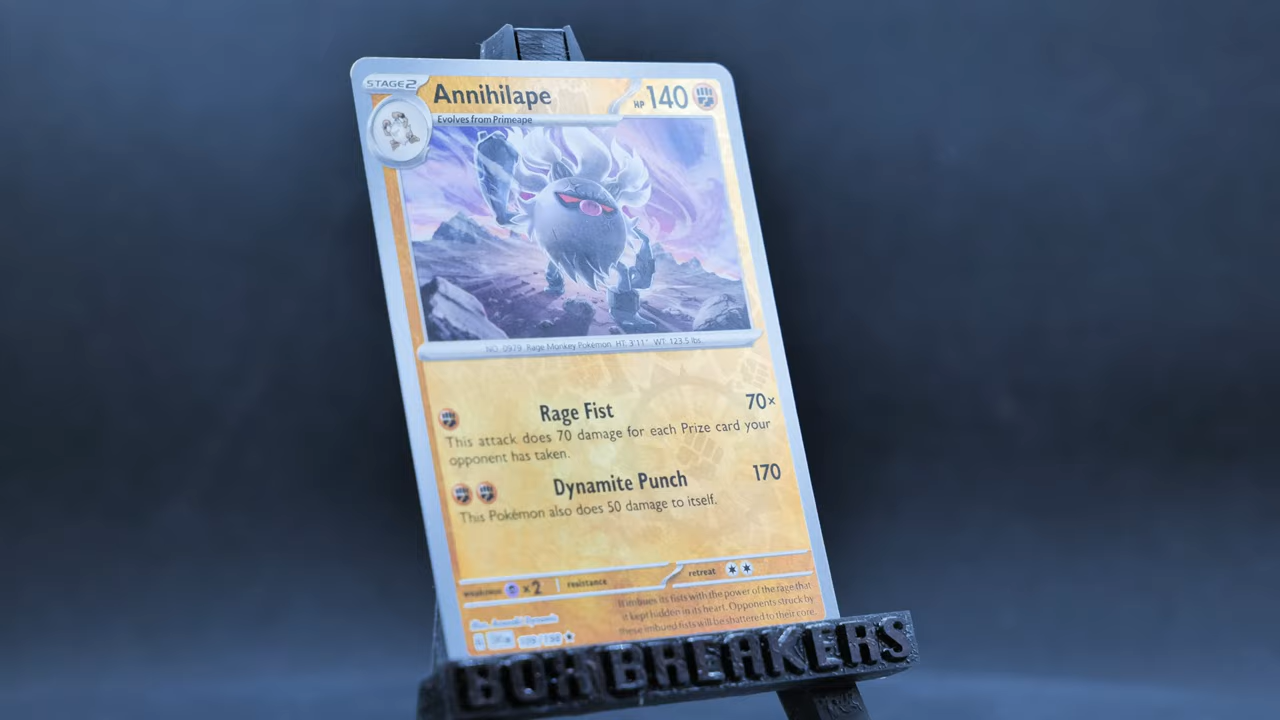 STAGE2
Annihilape
HP 140
Evolves from Primeape
NO. 0979 Rage Monkey Pokémon HT: 3'11" WT: 123.5 lbs.
Rage Fist 70×
This attack does 70 damage for each Prize card your
opponent has taken.
Dynamite Punch 170
This Pokémon also does 50 damage to itself.
weakness ×2 resistance retreat
It imbues its fists with the power of the rage that
it kept hidden in its heart. Opponents struck by
these imbued fists will be shattered to their core.
109/198
BOX BREAKERS